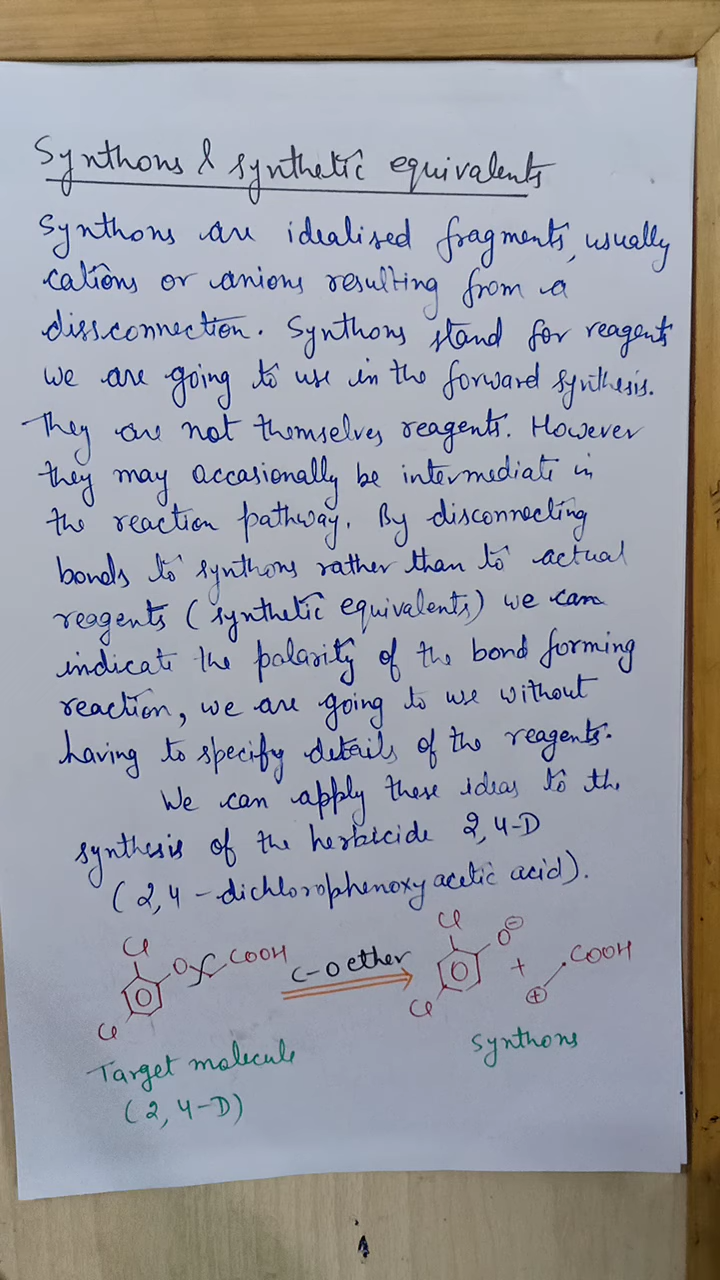 Synthons & synthetic equivalents
Synthons are idealised fragments, usually
cations or anions resulting from a
dissconnection. Synthons stand for reagents
we are going to use in the forward synthesis.
They are not themselves reagents. However
they may accasionally be intermediate in
the reaction pathway. By disconnecting
bonds to synthons rather than to actual
reagents (synthetic equivalents) we can
indicate the polarity of the bond forming
reaction, we are going to use without
having to specify details of the reagents.
We can apply these ideas to the
synthesis of the herbicide 2,4-D
(2,4-dichlorophenoxy acetic acid).
Cl O COOH C-O ether Cl O⊖ + ⊕ COOH
Cl Cl
Target molecule Synthons
(2,4-D)